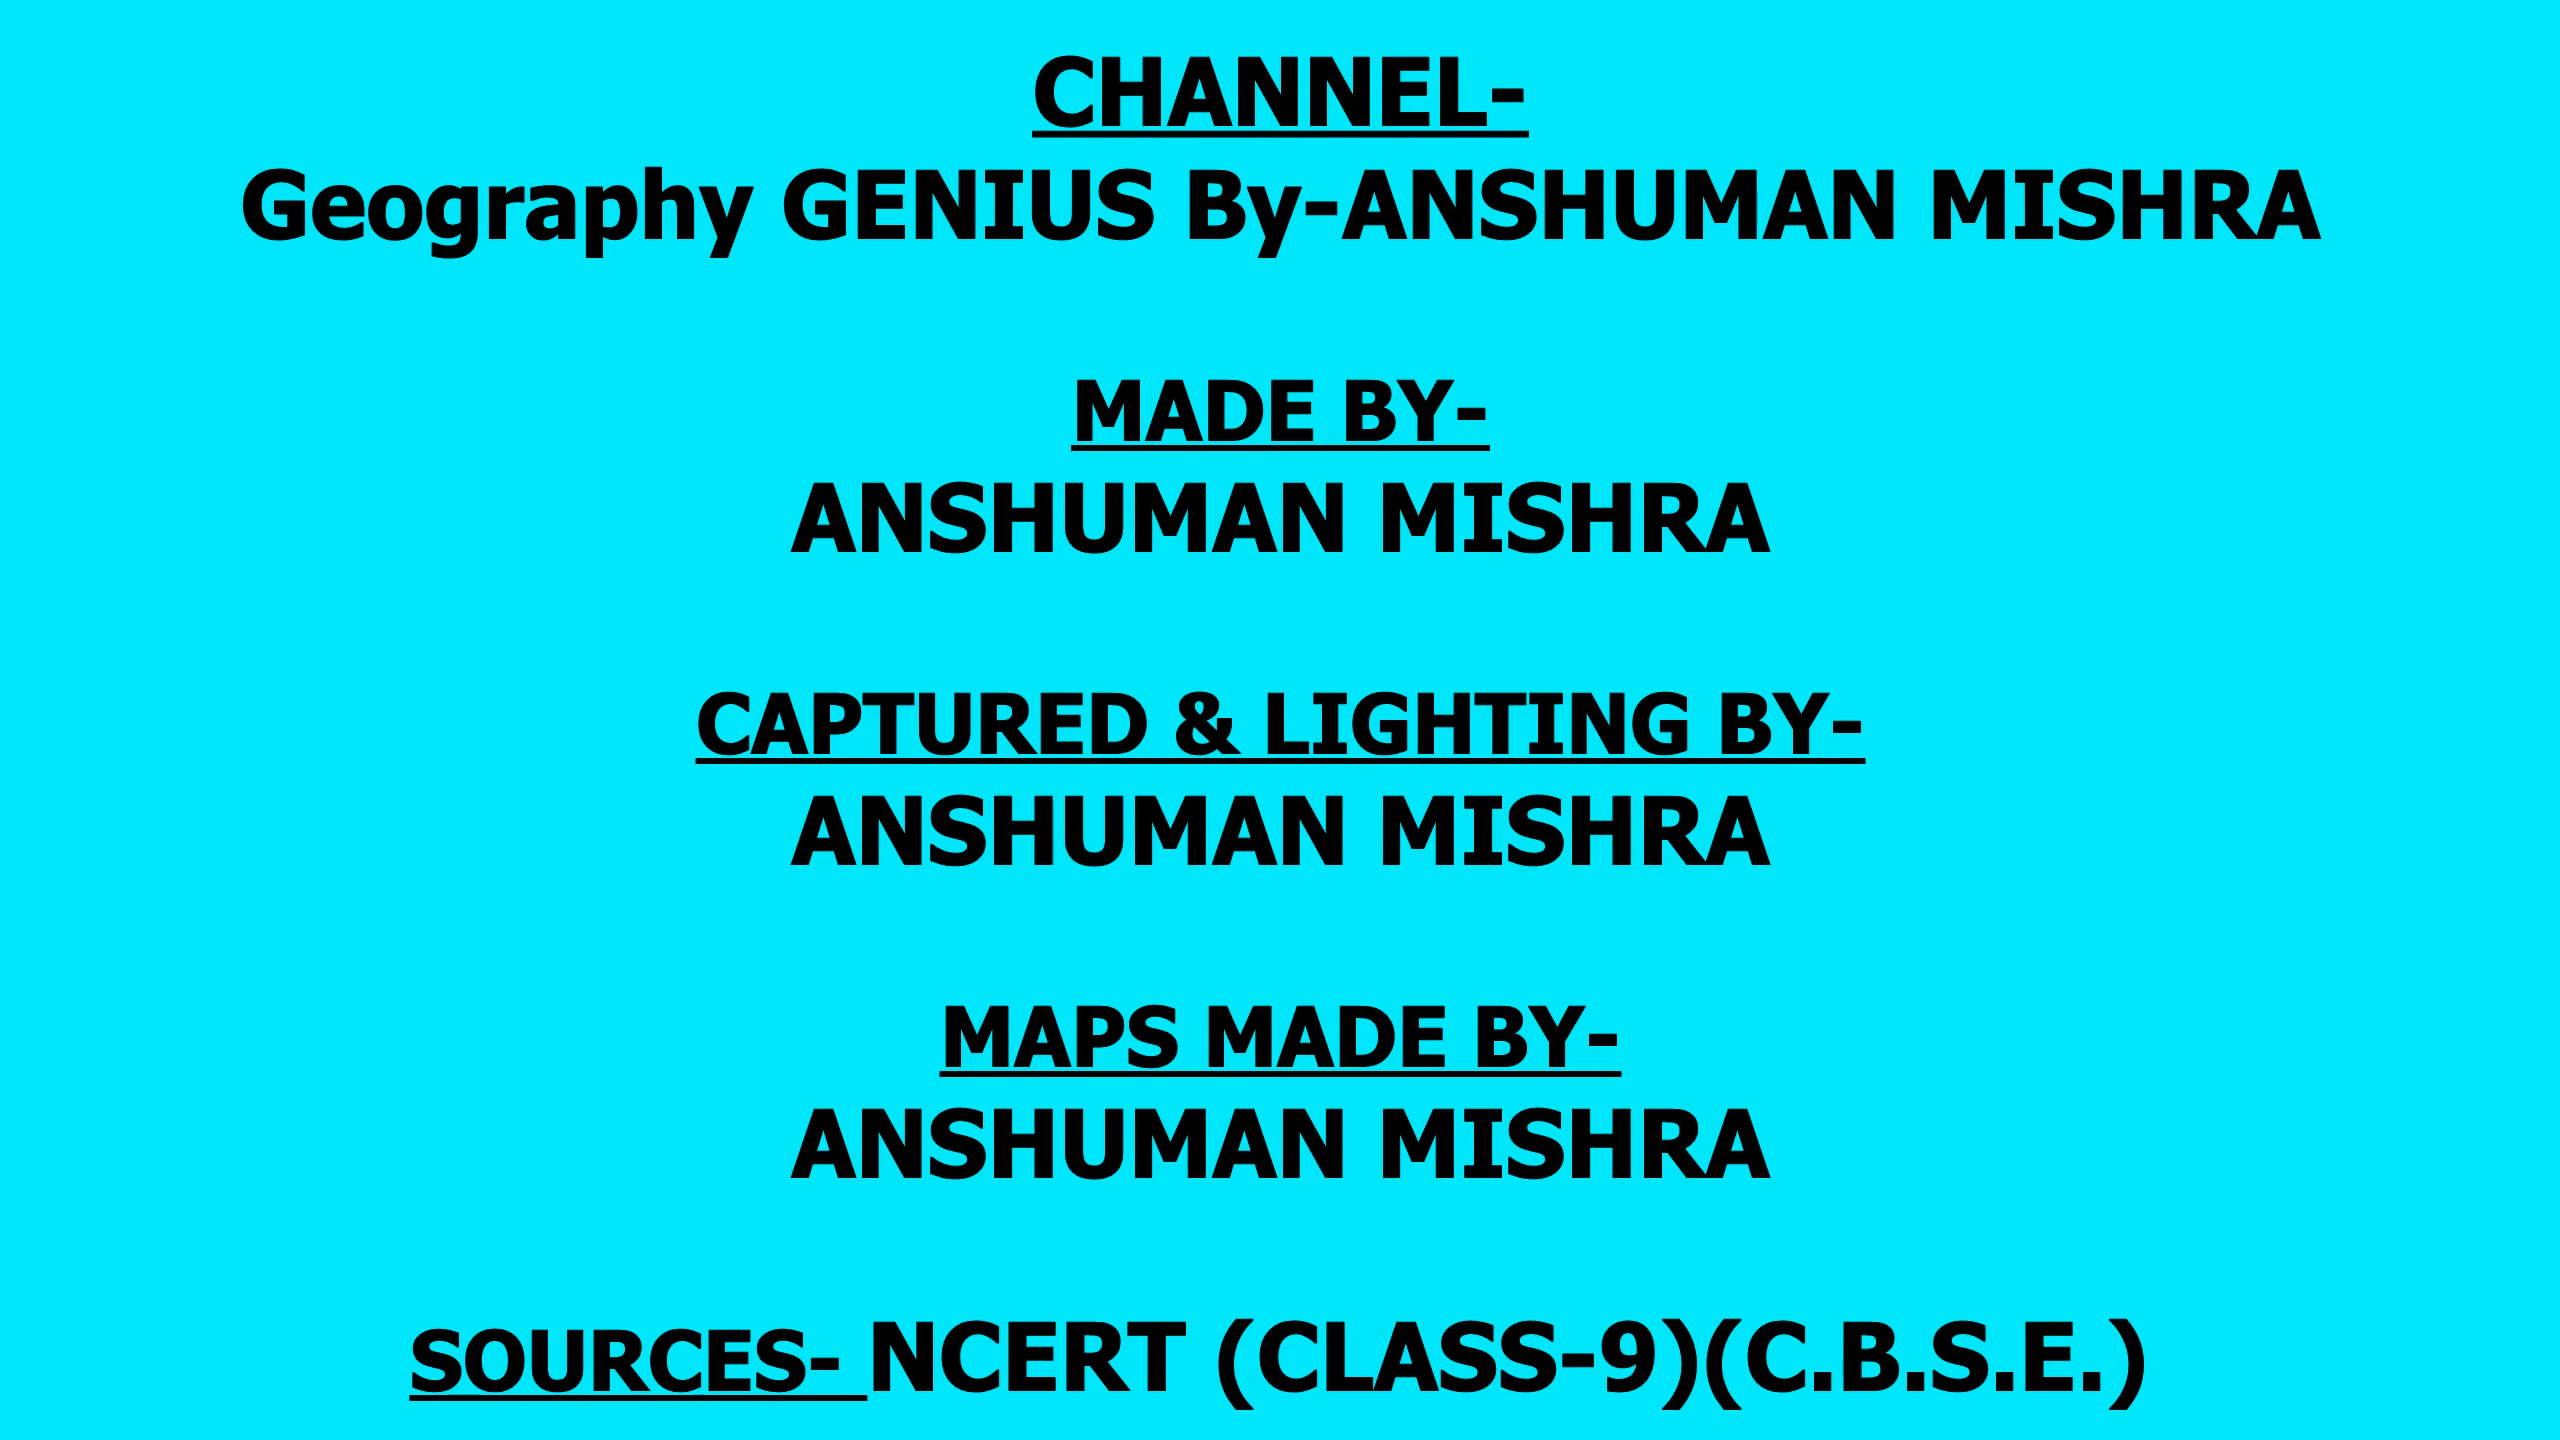 CHANNEL-
Geography GENIUS By-ANSHUMAN MISHRA
MADE BY-
ANSHUMAN MISHRA
CAPTURED & LIGHTING BY-
ANSHUMAN MISHRA
MAPS MADE BY-
ANSHUMAN MISHRA
SOURCES- NCERT (CLASS-9)(C.B.S.E.)